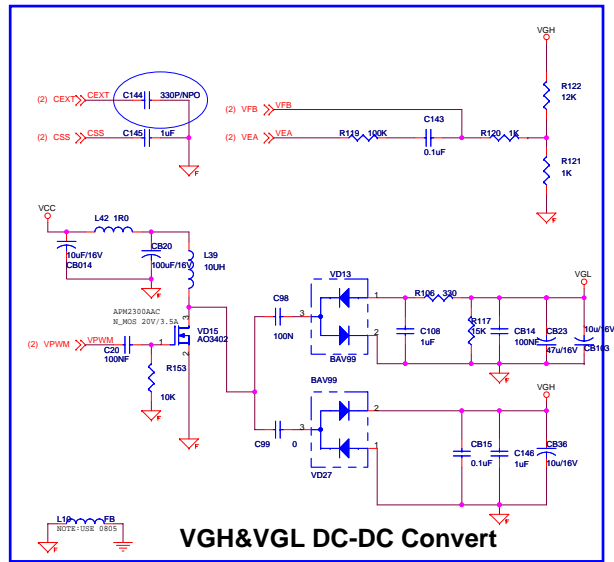 VGH
C144 330P/NPO
(2) CEXT CEXT
R122
12K
(2) VFB VFB
C143
(2) CSS CSS
C145 1uF
(2) VEA VEA
R119 100K
R120 1K
0.1uF
R121
1K
F
F
VCC
L42 1R0
10uF/16V
CB014
CB20
100uF/16V
L39
10UH
F
VD13
VGL
APM2300AAC
N_MOS 20V/3.5A
C98
100N
3
1
2
R106 330
10u/16V
R117
15K
C108
1uF
CB14
100NF
CB23
47u/16V
CB103
3
VD15
AO3402
(2) VPWM VPWM
C20
100NF
1
2
BAV99
F
R153
10K
F
F
BAV99
VGH
C99 0
3
2
1
CB15
0.1uF
C146
1uF
CB36
10u/16V
VD27
F
L10 FB
NOTE:USE 0805
F
VGH&VGL DC-DC Convert